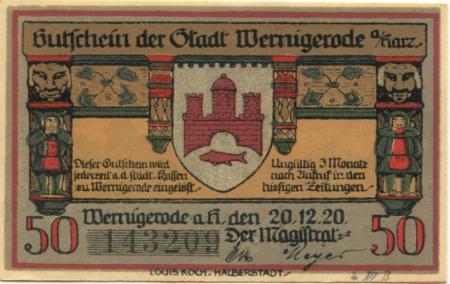 Gutschein der Stadt Wernigerode a/Harz.
Dieser Gutschein wird
jederzeit a.d. städt. Kassen
zu Wernigerode eingelöst.
Ungültig 3 Monate
nach Aufruf in den
hiesigen Zeitungen.
50
Wernigerode a.H. den 20.12.20.
143209
Der Magistrat:
50
Meyer
LOUIS KOCH, HALBERSTADT